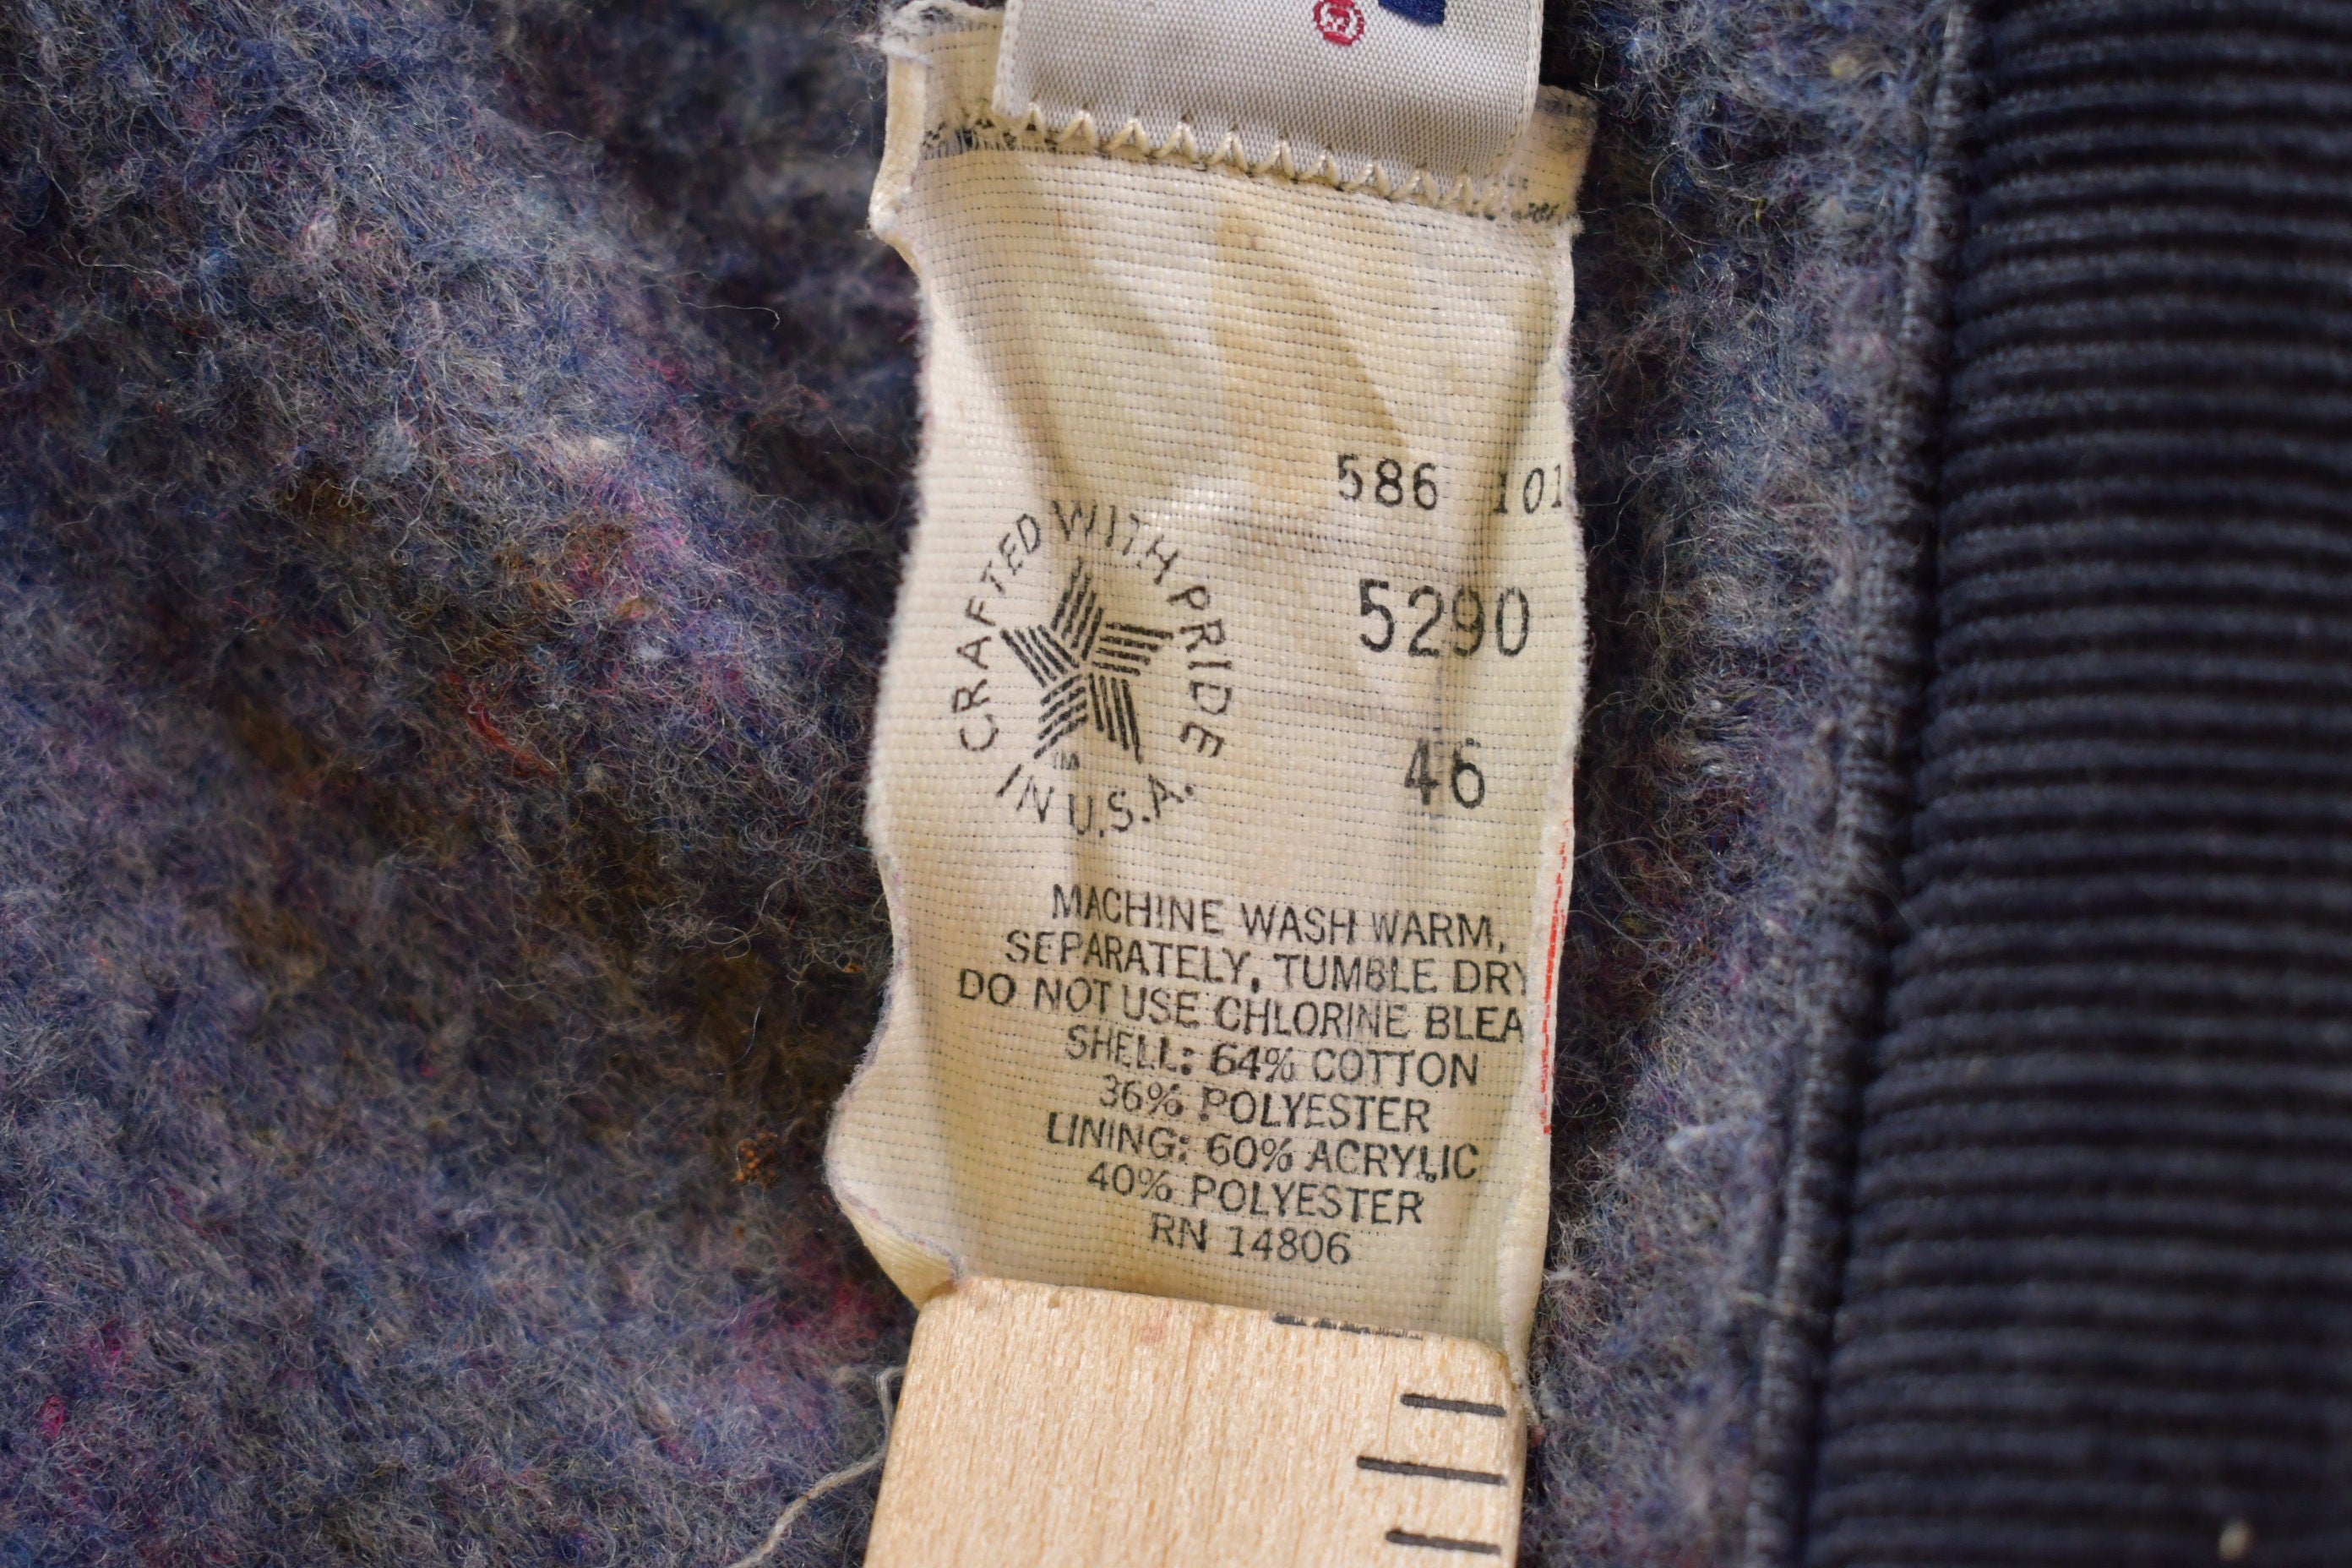 586 101
5290
46
CRAFTED WITH PRIDE
TM
IN U.S.A.
MACHINE WASH WARM,
SEPARATELY, TUMBLE DRY
DO NOT USE CHLORINE BLEA
SHELL: 64% COTTON
36% POLYESTER
LINING: 60% ACRYLIC
40% POLYESTER
RN 14806